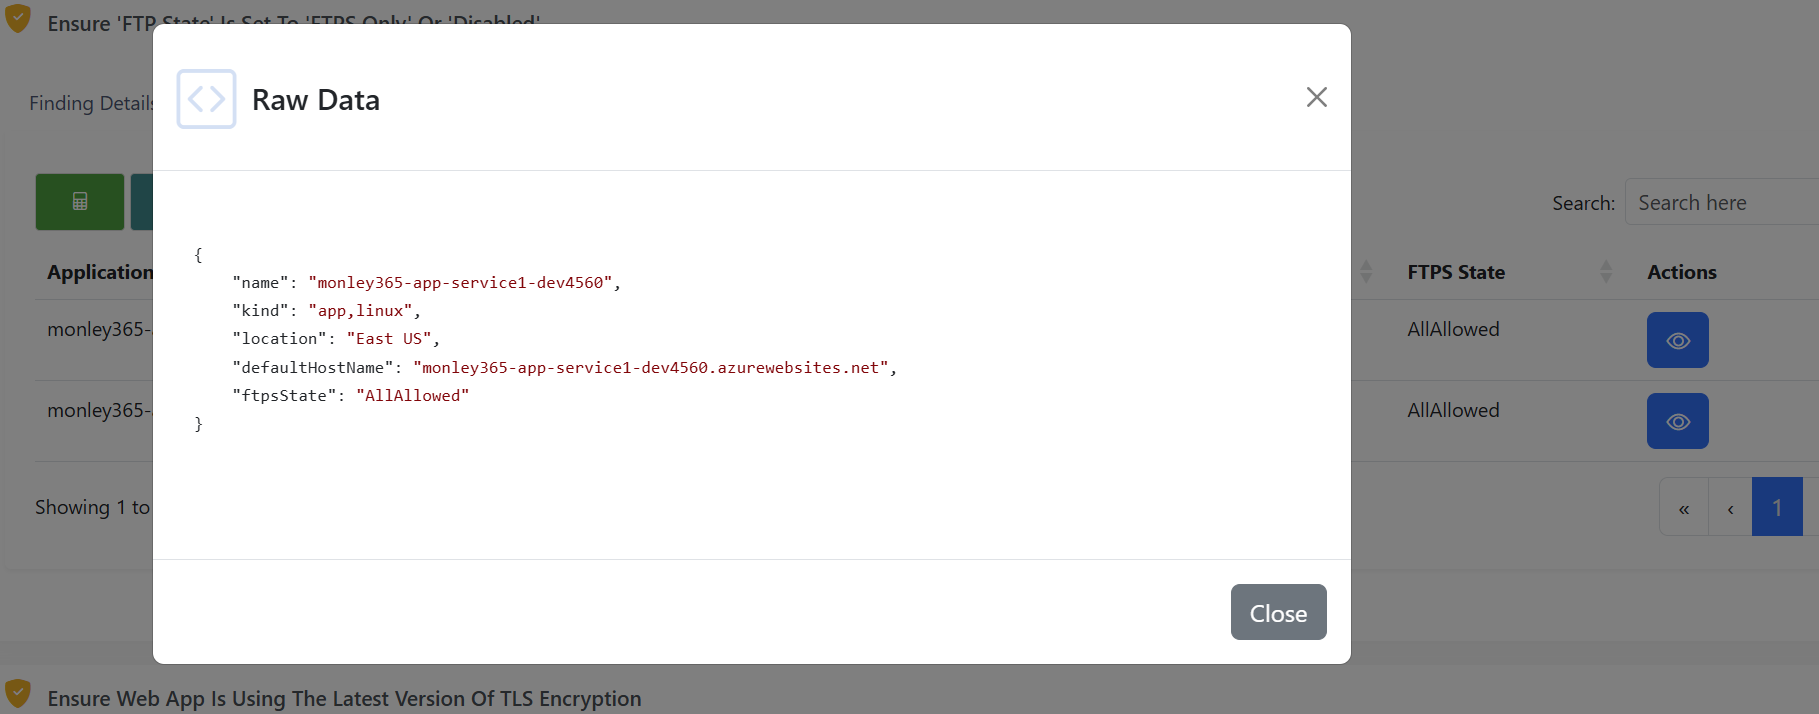 Ensure 'FTP State' Is Set To 'FTPS Only' Or 'Disabled'
Raw Data
Finding Details
Search: Search here
Application
FTPS State
Actions
monley365-
AllAllowed
monley365-
AllAllowed
Showing 1 to
« ‹ 1
{
"name": "monley365-app-service1-dev4560",
"kind": "app,linux",
"location": "East US",
"defaultHostName": "monley365-app-service1-dev4560.azurewebsites.net",
"ftpsState": "AllAllowed"
}
Close
Ensure Web App Is Using The Latest Version Of TLS Encryption